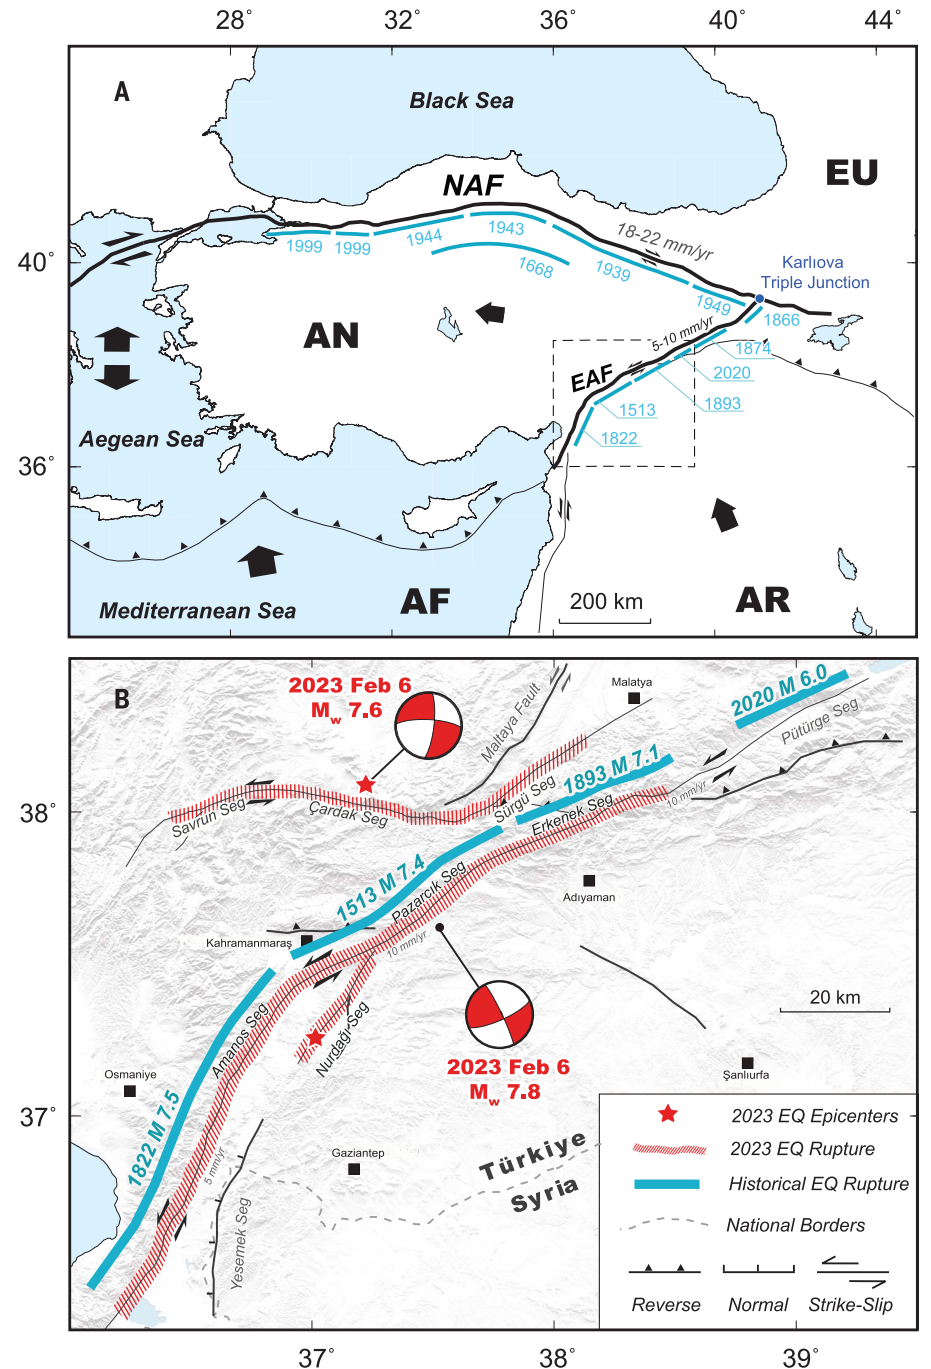 28°
32°
36°
40°
44°
A
Black Sea
EU
NAF
18-22 mm/yr
1999
1999
1944
1943
1668
1939
1949
Karlıova
Triple Junction
40°
AN
5-10 mm/yr
1866
1874
EAF
2020
1893
1513
1822
Aegean Sea
36°
Mediterranean Sea
AF
200 km
AR
B
2023 Feb 6
Mw 7.6
Maltaya Fault
Malatya
2020 M 6.0
Pütürge Seg
1893 M 7.1
10 mm/yr
Sürgü Seg
Erkenek Seg
Savrun Seg
Çardak Seg
38°
1513 M 7.4
Pazarcık Seg
Adıyaman
Kahramanmaraş
10 mm/yr
20 km
Amanos Seg
Nurdağı Seg
2023 Feb 6
Mw 7.8
Osmaniye
Şanlıurfa
37°
1822 M 7.5
5 mm/yr
Gaziantep
Türkiye
Syria
Yesemek Seg
2023 EQ Epicenters
2023 EQ Rupture
Historical EQ Rupture
National Borders
Reverse
Normal
Strike-Slip
37°
38°
39°